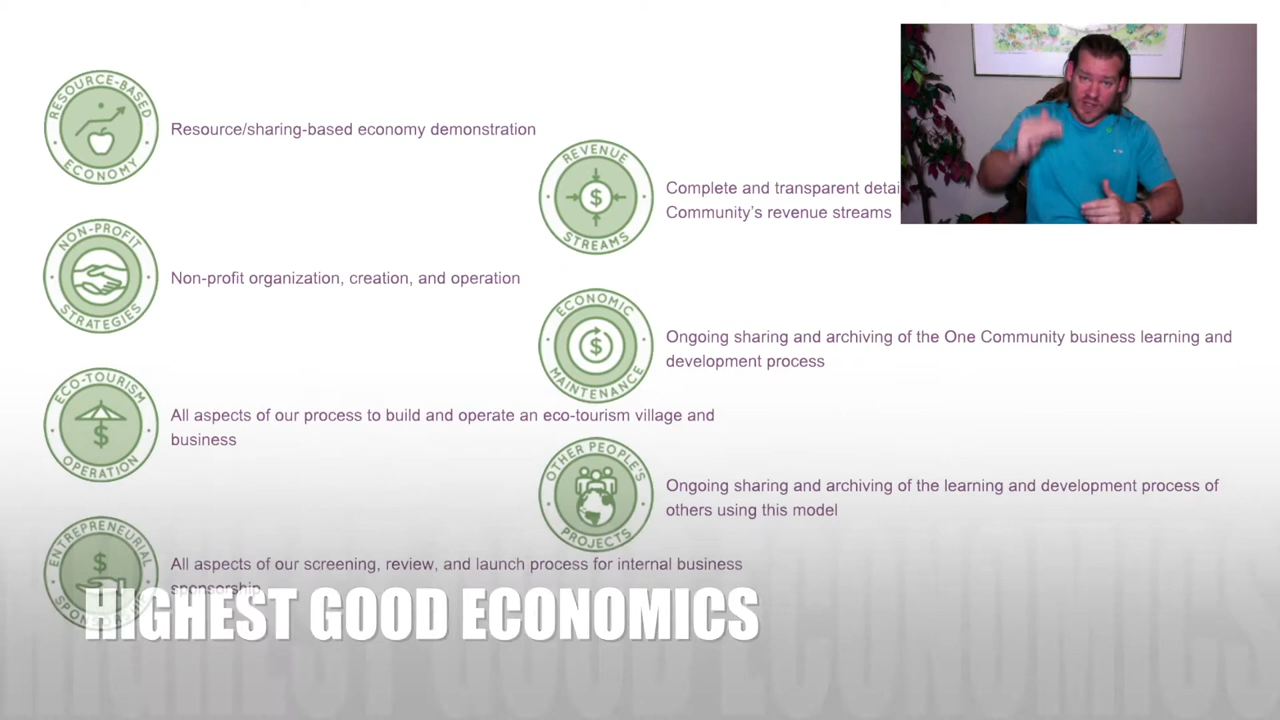 RESOURCE-BASED
ECONOMY
Resource/sharing-based economy demonstration
NON-PROFIT
STRATEGIES
Non-profit organization, creation, and operation
ECO-TOURISM
OPERATION
All aspects of our process to build and operate an eco-tourism village and
business
ENTREPRENEURIAL
All aspects of our screening, review, and launch process for internal business
sponsorship
REVENUE
STREAMS
Complete and transparent detai
Community’s revenue streams
ECONOMIC
MAINTENANCE
Ongoing sharing and archiving of the One Community business learning and
development process
OTHER PEOPLE'S
PROJECTS
Ongoing sharing and archiving of the learning and development process of
others using this model
HIGHEST GOOD ECONOMICS
HIGHEST GOOD ECONOMICS